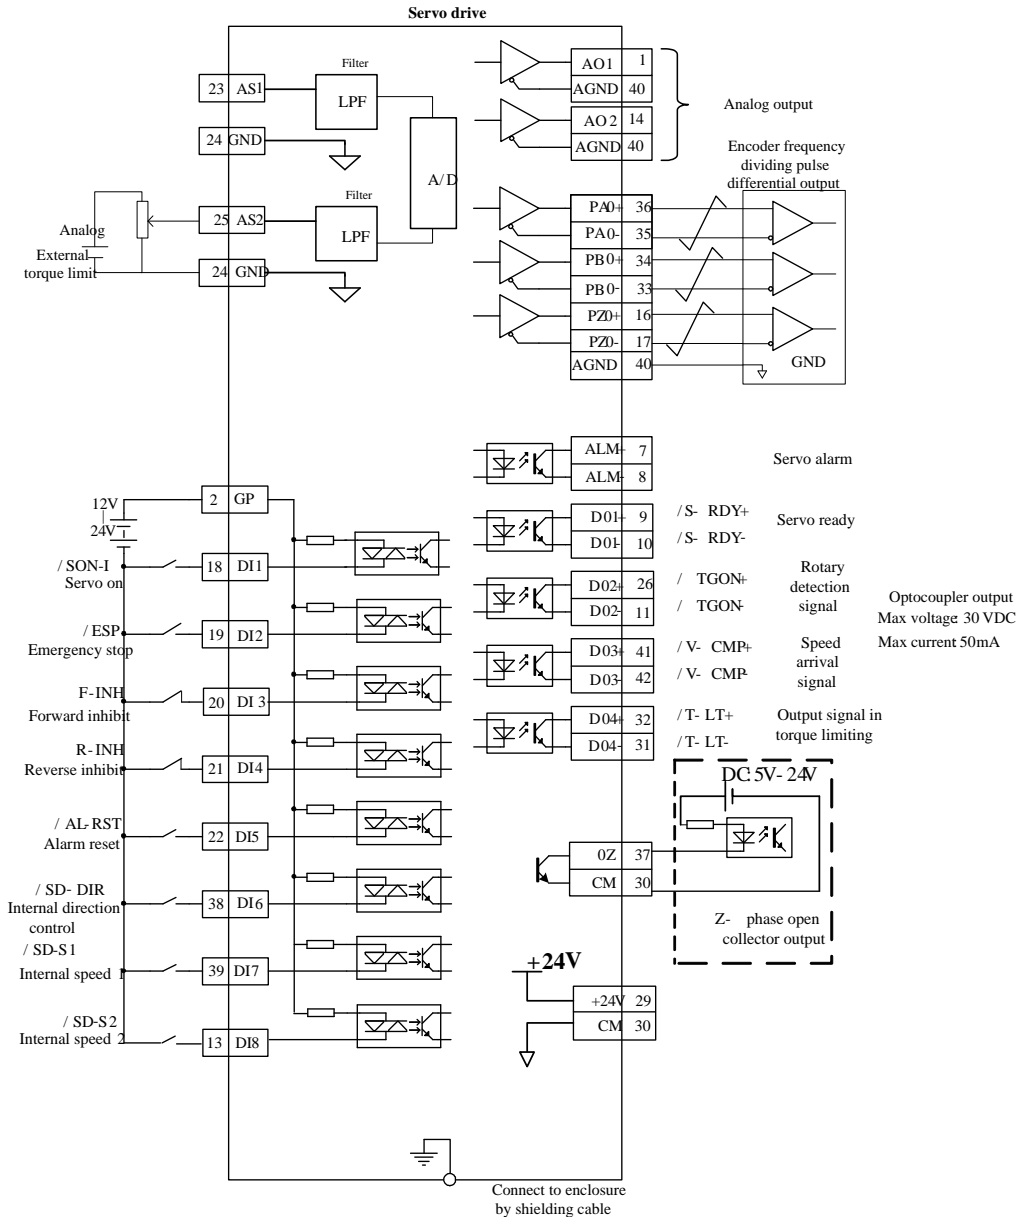 Servo drive
Filter
23 AS1
LPF
24 GND
A/D
Filter
25 AS2
LPF
Analog
External
torque limit
24 GND
AO1 1
AGND 40
AO2 14
AGND 40
Analog output
Encoder frequency
dividing pulse
differential output
PA0+ 36
PA0- 35
PB0+ 34
PB0- 33
PZ0+ 16
PZ0- 17
AGND 40
GND
ALM+ 7
ALM- 8
Servo alarm
D01+ 9 /S- RDY+
D01- 10 /S- RDY-
Servo ready
D02+ 26 / TGON+
D02- 11 / TGON-
Rotary
detection
signal
D03+ 41 /V- CMP+
D03- 42 /V- CMP-
Speed
arrival
signal
D04+ 32 /T- LT+
D04- 31 /T- LT-
Output signal in
torque limiting
Optocoupler output
Max voltage: 30 VDC
Max current 50mA
2 GP
12V
24V
/SON-I
Servo on
18 DI1
/ESP
Emergency stop
19 DI2
F-INH
Forward inhibit
20 DI3
R-INH
Reverse inhibit
21 DI4
/AL-RST
Alarm reset
22 DI5
/SD-DIR
Internal direction
control
38 DI6
/SD-S1
Internal speed 1
39 DI7
/SD-S2
Internal speed 2
13 DI8
DC:5V-24V
0Z 37
CM 30
Z- phase open
collector output
+24V
+24V 29
CM 30
Connect to enclosure
by shielding cable